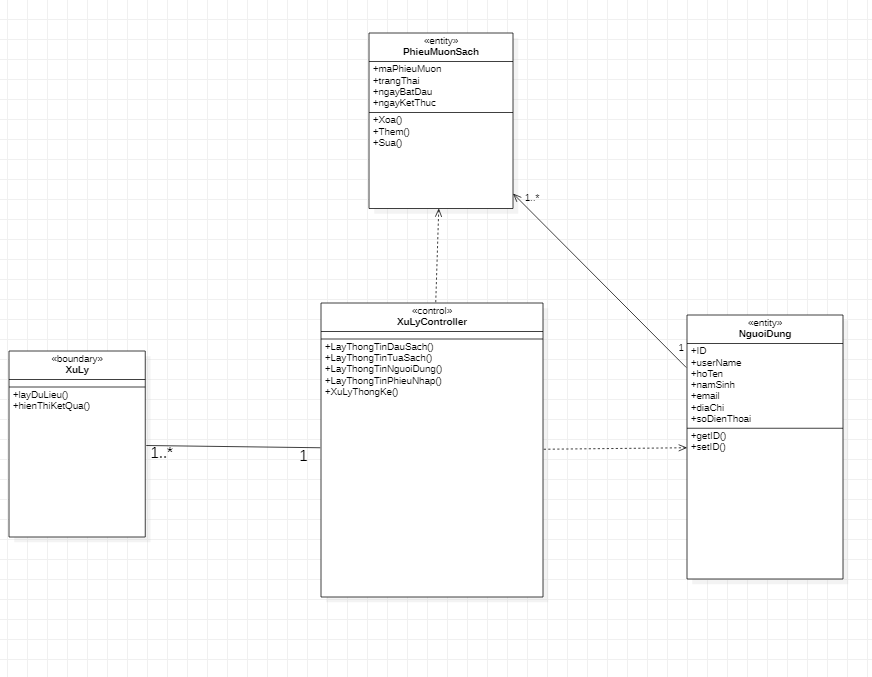 «entity»
PhieuMuonSach
+maPhieuMuon
+trangThai
+ngayBatDau
+ngayKetThuc
+Xoa()
+Them()
+Sua()
1..*
«control»
XuLyController
+LayThongTinDauSach()
+LayThongTinTuaSach()
+LayThongTinNguoiDung()
+LayThongTinPhieuNhap()
+XuLyThongKe()
«entity»
NguoiDung
1
+ID
+userName
+hoTen
+namSinh
+email
+diaChi
+soDienThoai
+getID()
+setID()
«boundary»
XuLy
+layDuLieu()
+hienThiKetQua()
1..*
1